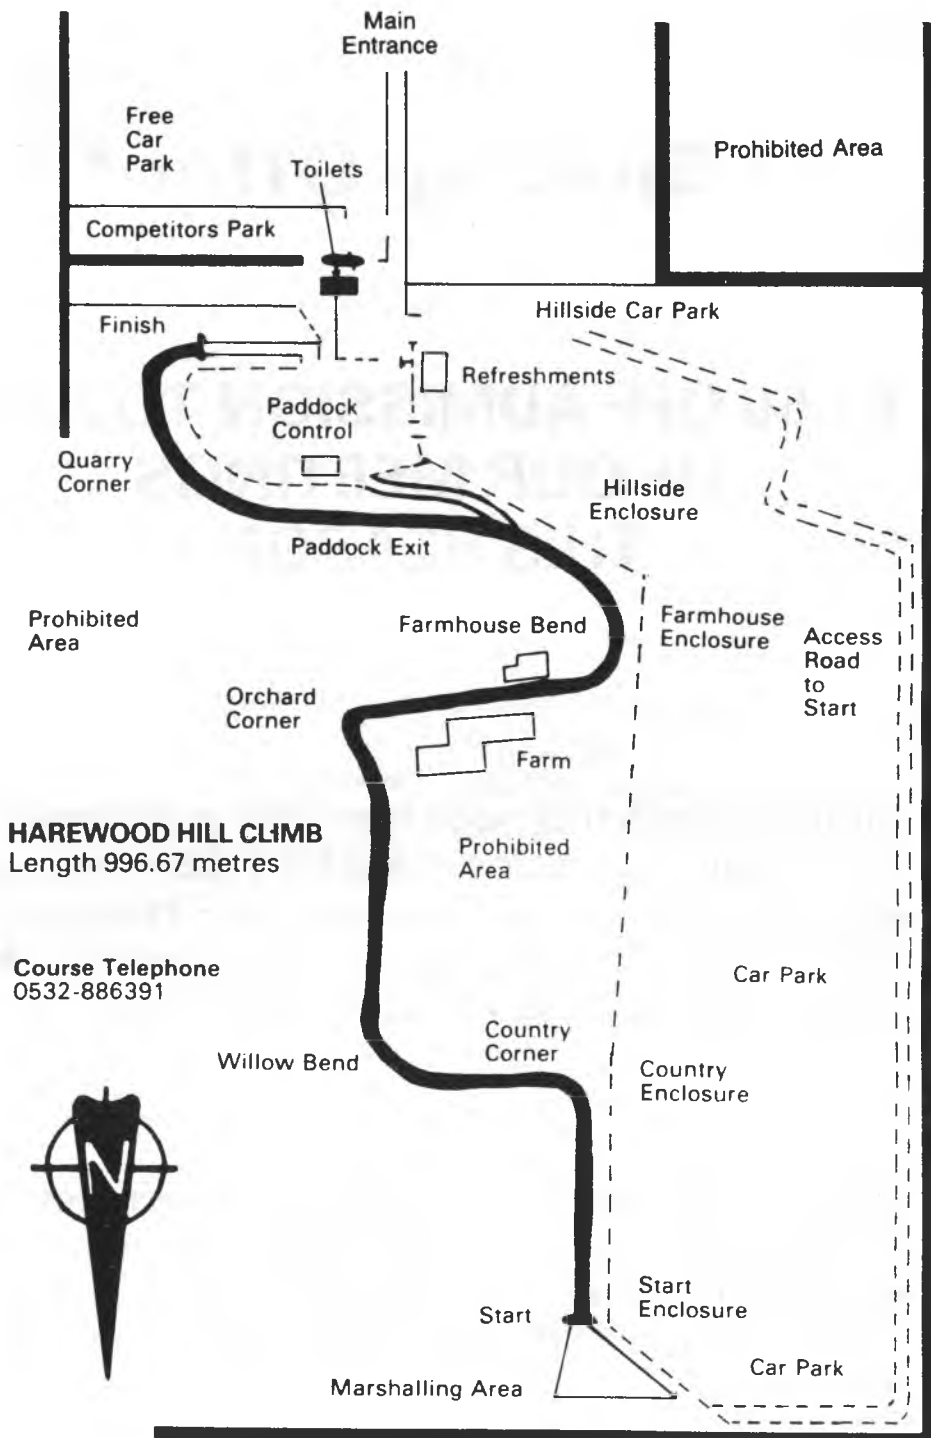 Main
Entrance
Free
Car
Park
Prohibited Area
Toilets
Competitors Park
Hillside Car Park
Finish
Refreshments
Paddock
Control
Quarry
Corner
Hillside
Enclosure
Paddock Exit
Prohibited
Area
Farmhouse Bend
Farmhouse
Enclosure
Access
Road
to
Start
Orchard
Corner
Farm
HAREWOOD HILL CLIMB
Length 996.67 metres
Prohibited
Area
Course Telephone
0532-886391
Car Park
Country
Corner
Willow Bend
Country
Enclosure
N
Start
Enclosure
Start
Car Park
Marshalling Area